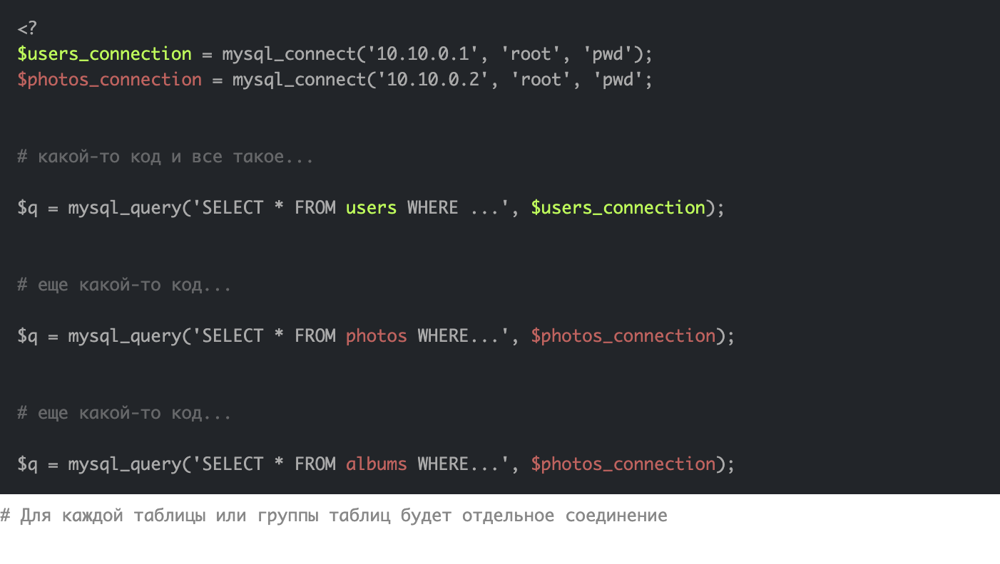 <?
$users_connection = mysql_connect('10.10.0.1', 'root', 'pwd');
$photos_connection = mysql_connect('10.10.0.2', 'root', 'pwd';
# какой-то код и все такое...
$q = mysql_query('SELECT * FROM users WHERE ...', $users_connection);
# еще какой-то код...
$q = mysql_query('SELECT * FROM photos WHERE...', $photos_connection);
# еще какой-то код...
$q = mysql_query('SELECT * FROM albums WHERE...', $photos_connection);
# Для каждой таблицы или группы таблиц будет отдельное соединение